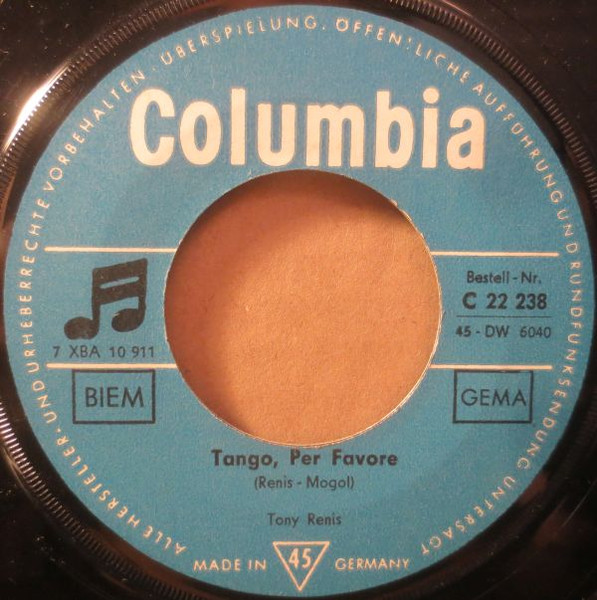 ALLE HERSTELLER- UND URHEBERRECHTE VORBEHALTEN · ÜBERSPIELUNG, ÖFFENTLICHE AUFFÜHRUNG UND RUNDFUNKSENDUNG UNTERSAGT
Columbia
Bestell-Nr.
C 22 238
45 - DW 6040
7 XBA 10 911
BIEM
GEMA
Tango, Per Favore
(Renis - Mogol)
Tony Renis
MADE IN 45 GERMANY